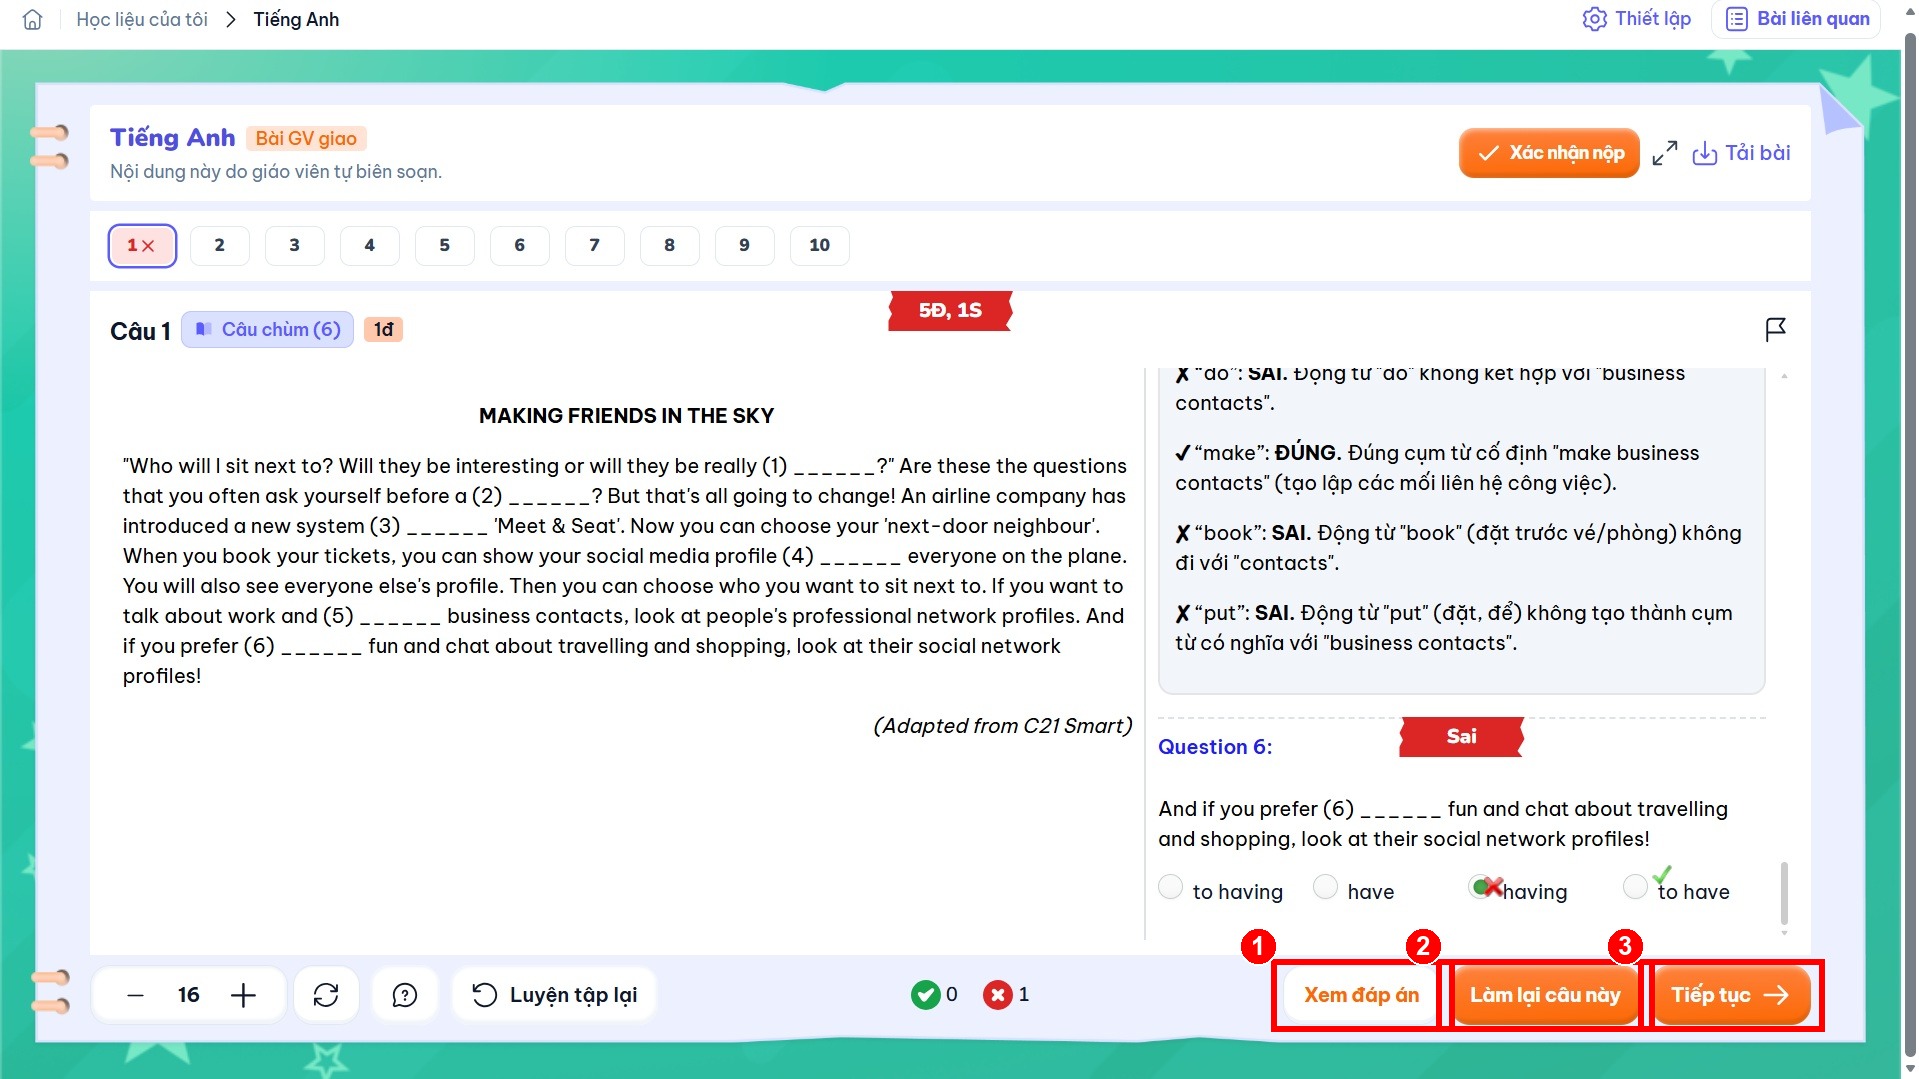 Học liệu của tôi > Tiếng Anh
Thiết lập
Bài liên quan
Tiếng Anh
Bài GV giao
Nội dung này do giáo viên tự biên soạn.
Xác nhận nộp
Tải bài
1 ×
2
3
4
5
6
7
8
9
10
Câu 1
Câu chùm (6)
1đ
5Đ, 1S
MAKING FRIENDS IN THE SKY
"Who will I sit next to? Will they be interesting or will they be really (1) ______?" Are these the questions
that you often ask yourself before a (2) ______? But that's all going to change! An airline company has
introduced a new system (3) ______ 'Meet & Seat'. Now you can choose your 'next-door neighbour'.
When you book your tickets, you can show your social media profile (4) ______ everyone on the plane.
You will also see everyone else's profile. Then you can choose who you want to sit next to. If you want to
talk about work and (5) ______ business contacts, look at people's professional network profiles. And
if you prefer (6) ______ fun and chat about travelling and shopping, look at their social network
profiles!
(Adapted from C21 Smart)
✗ “do”: SAI. Động từ "do" không kết hợp với "business
contacts".
✓ “make”: ĐÚNG. Đúng cụm từ cố định "make business
contacts" (tạo lập các mối liên hệ công việc).
✗ “book”: SAI. Động từ "book" (đặt trước vé/phòng) không
đi với "contacts".
✗ “put”: SAI. Động từ "put" (đặt, để) không tạo thành cụm
từ có nghĩa với "business contacts".
Sai
Question 6:
And if you prefer (6) ______ fun and chat about travelling
and shopping, look at their social network profiles!
to having
have
having
to have
1
2
3
16
Luyện tập lại
0
1
Xem đáp án
Làm lại câu này
Tiếp tục